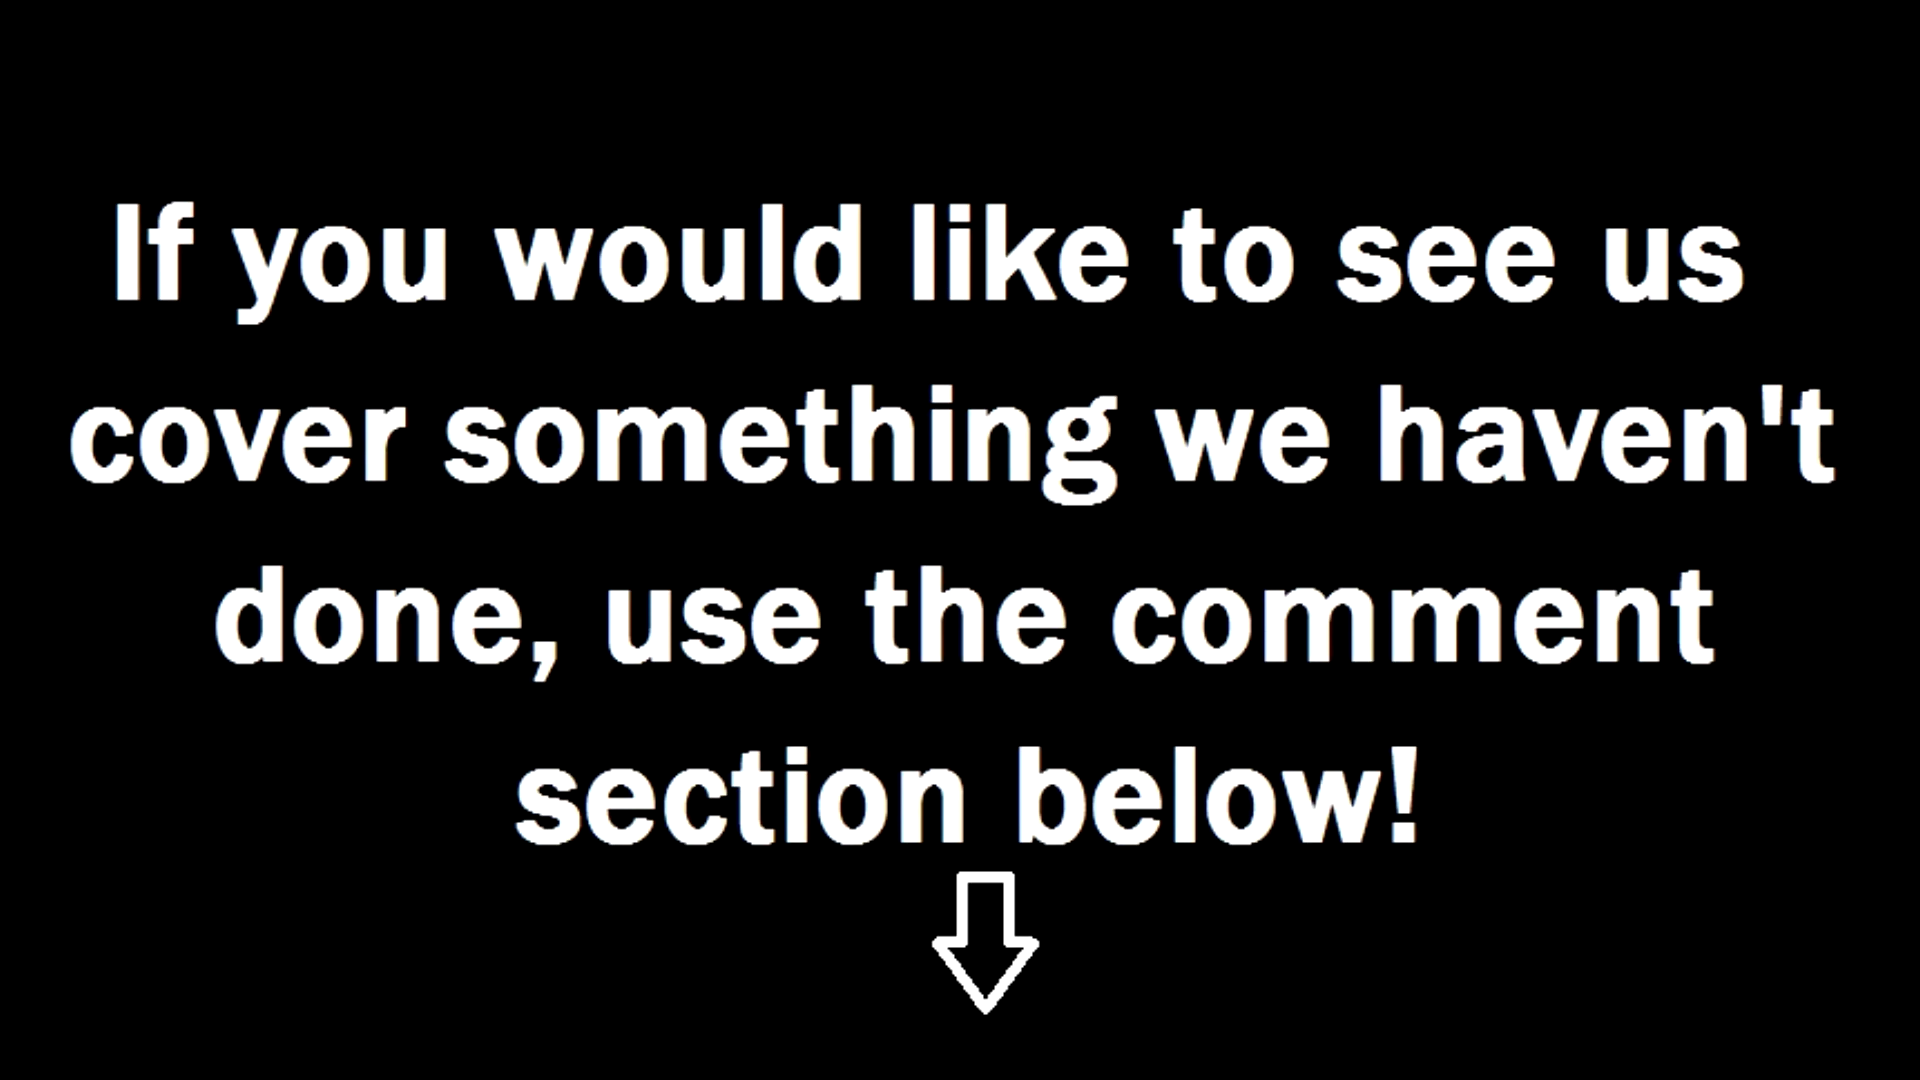 If you would like to see us
cover something we haven't
done, use the comment
section below!